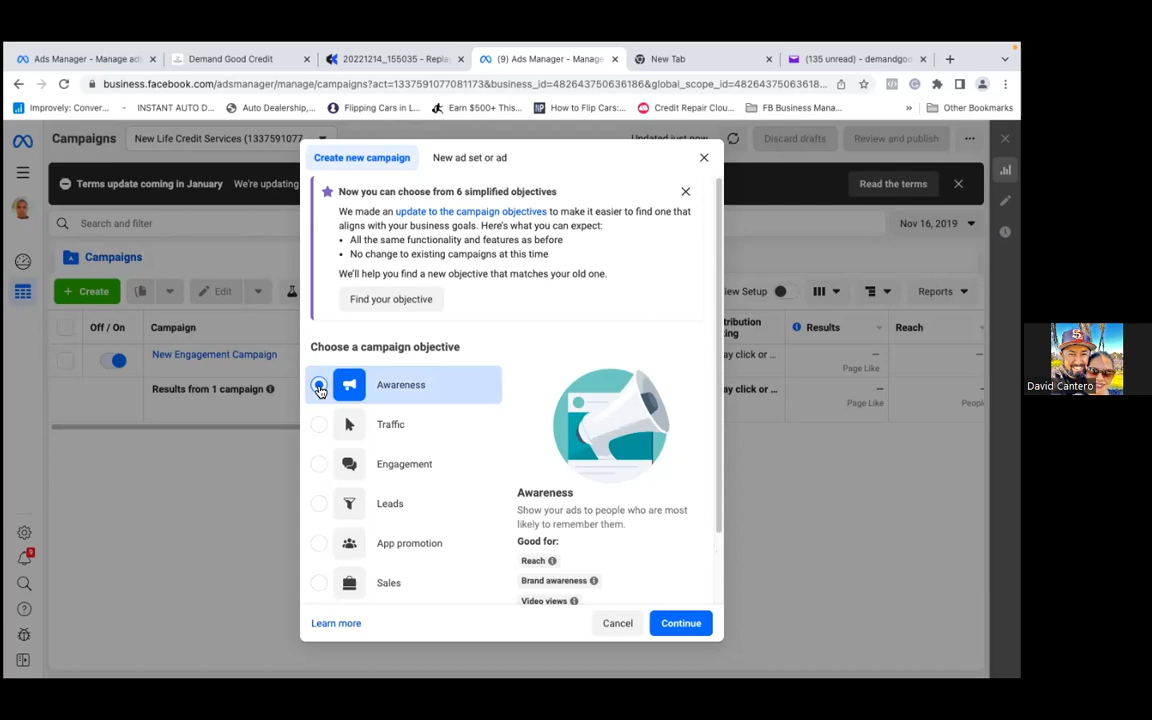 Ads Manager - Manage ad
Demand Good Credit
20221214_155035 - Repla
(9) Ads Manager - Manage
New Tab
(135 unread) - demandgo
business.facebook.com/adsmanager/manage/campaigns?act=1337591077081173&business_id=482643750636186&global_scope_id=48264375063618...
Improvely: Conver...
INSTANT AUTO D...
Auto Dealership,...
Flipping Cars in L...
Earn $500+ This...
How to Flip Cars:...
Credit Repair Clou...
FB Business Mana...
»
Other Bookmarks
Campaigns
New Life Credit Services (1337591077
Updated just now
Discard drafts
Review and publish
Terms update coming in January
We're updating
Read the terms
Search and filter
Nov 16, 2019
Campaigns
+ Create
Edit
View Setup
Reports
Off / On
Campaign
Results
Reach
New Engagement Campaign
ay click or ...
—
—
Page Like
Results from 1 campaign
ay click or ...
—
—
Page Like
9
Create new campaign
New ad set or ad
Now you can choose from 6 simplified objectives
We made an update to the campaign objectives to make it easier to find one that
aligns with your business goals. Here's what you can expect:
• All the same functionality and features as before
• No change to existing campaigns at this time
We'll help you find a new objective that matches your old one.
Find your objective
Choose a campaign objective
Awareness
Traffic
Engagement
Leads
App promotion
Sales
Awareness
Show your ads to people who are most
likely to remember them.
Good for:
Reach
Brand awareness
Video views
Learn more
Cancel
Continue
David Cantero